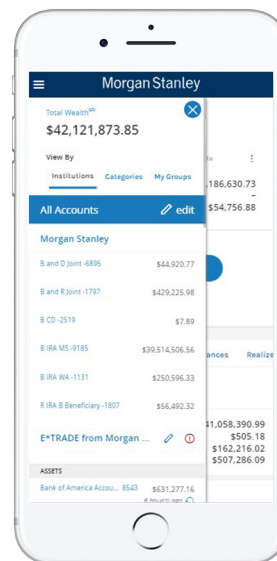 Morgan Stanley
Total Wealth
$42,121,873.85
View By
Institutions Categories My Groups
All Accounts edit
Morgan Stanley
B and D Joint -6895 $44,920.77
B and R Joint -1797 $429,225.98
B CD -2519 $7.89
B IRA MS -9185 $39,514,506.56
B IRA WA -1131 $250,596.33
R IRA B Beneficiary -1807 $56,492.32
E*TRADE from Morgan ...
ASSETS
Bank of America Accou... 8543 $631,277.16
,186,630.73
–
$54,756.88
ances Realize
41,058,390.99
$505.18
$162,216.02
$507,286.09